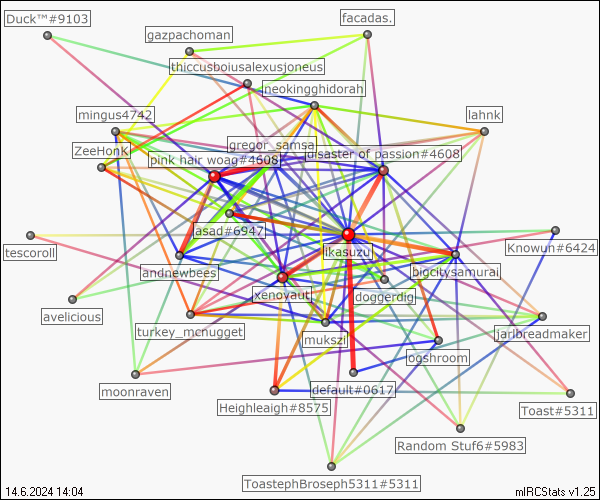 Duck™#9103
facadas.
gazpachoman
thiccusboiusalexusjoneus
neokingghidorah
mingus4742
lahnk
gregor_samsa
ZeeHonK
pink hair woag#4608
disaster of passion#4608
asad#6947
ikasuzu
tescoroll
Knowun#6424
andnewbees
bigcitysamurai
xenovaut
doggerdig
avelicious
turkey_mcnugget
mukszi
jarlbreadmaker
ogshroom
moonraven
default#0617
Heighleigh#8575
Toast#5311
Random Stuf6#5983
ToastephBroseph5311#5311
14.6.2024 14:04
mIRCStats v1.25